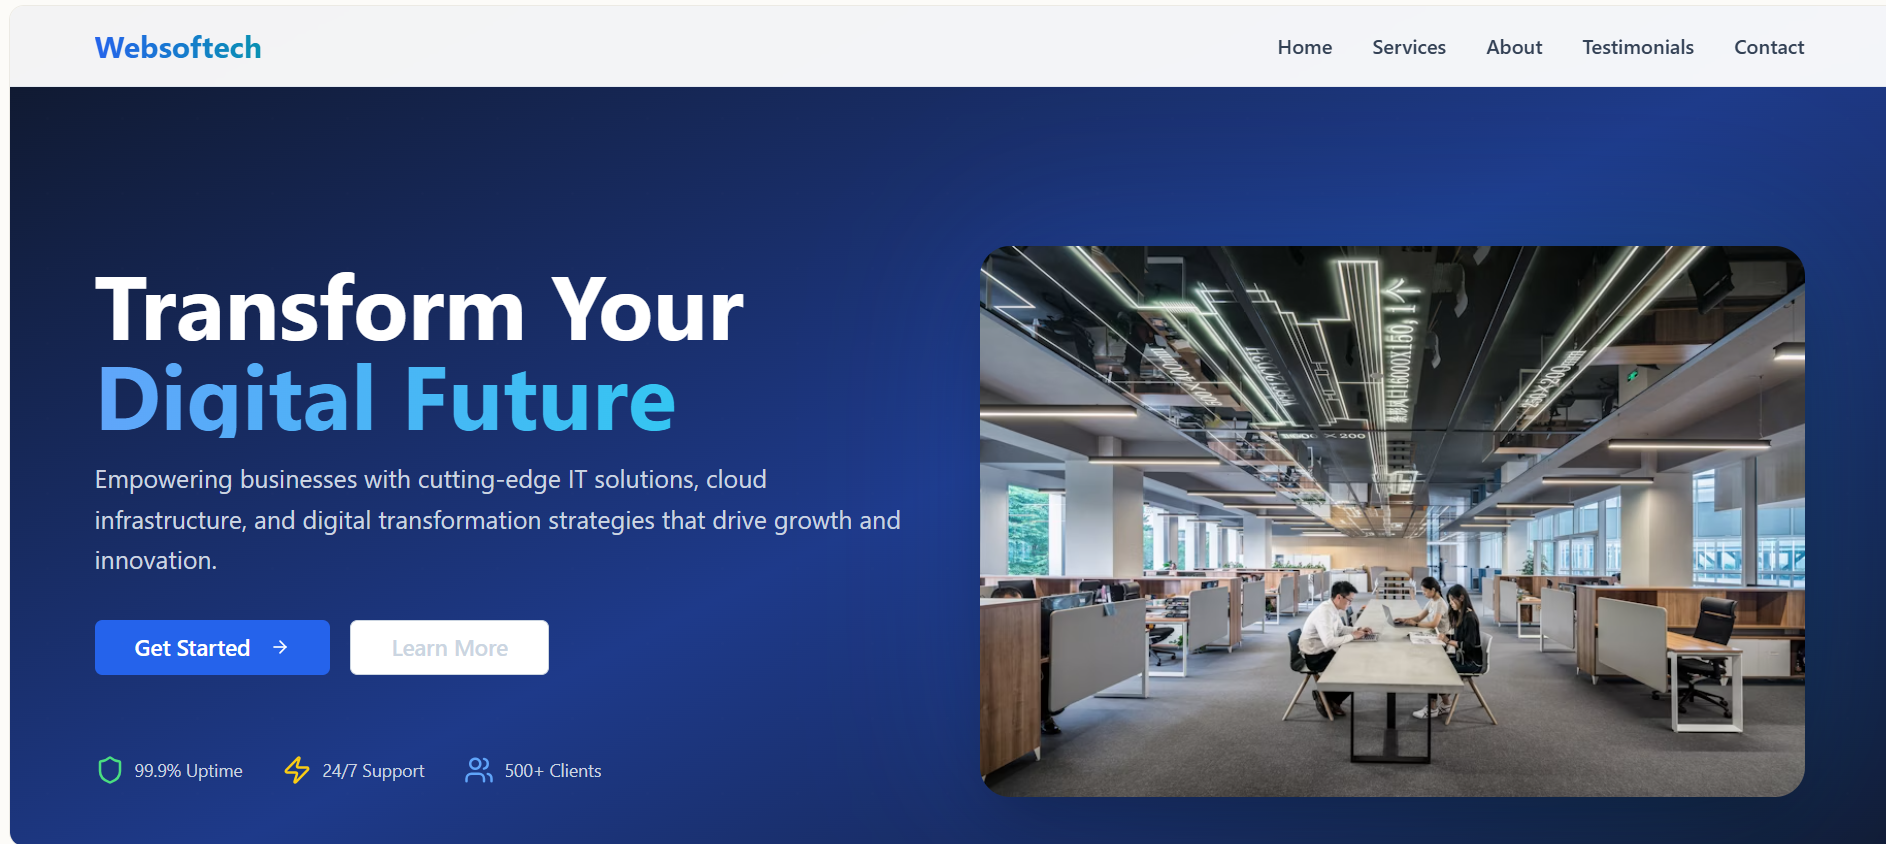 Websoftech
Home Services About Testimonials Contact
Transform Your
Digital Future
Empowering businesses with cutting-edge IT solutions, cloud
infrastructure, and digital transformation strategies that drive growth and
innovation.
Get Started →
Learn More
99.9% Uptime
24/7 Support
500+ Clients